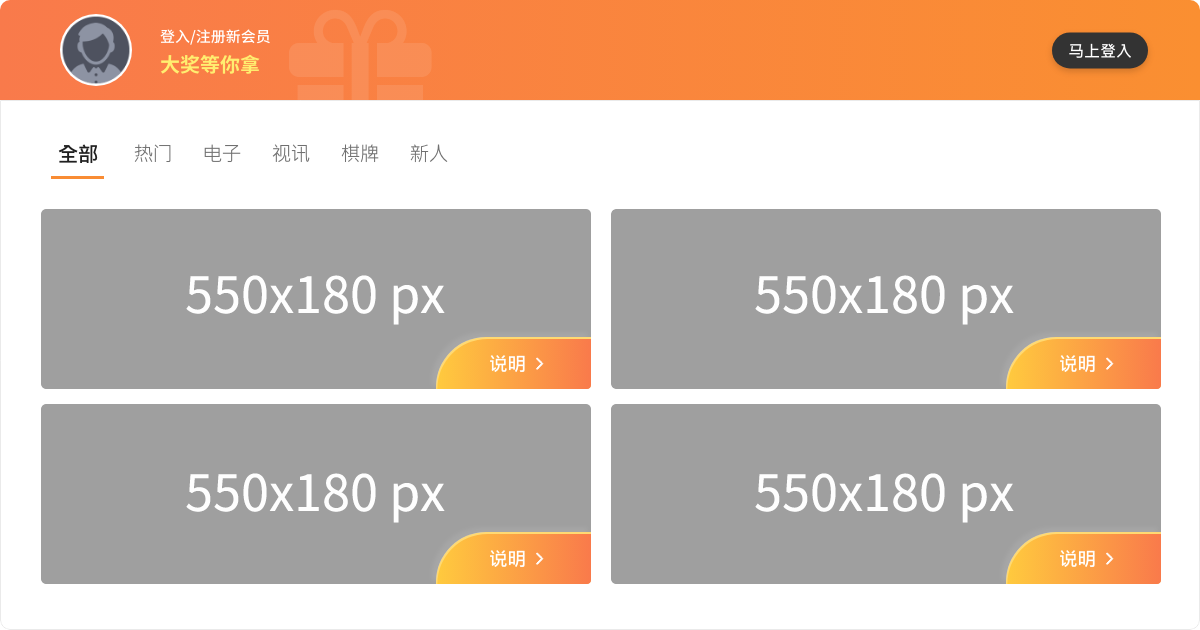 登入/注册新会员
大奖等你拿
马上登入
全部 热门 电子 视讯 棋牌 新人
550x180 px
说明
550x180 px
说明
550x180 px
说明
550x180 px
说明